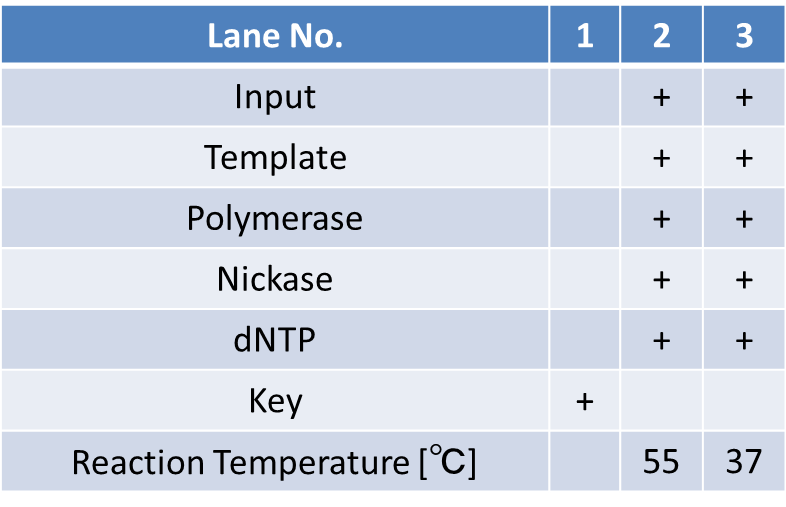 Lane No. 1 2 3
Input + +
Template + +
Polymerase + +
Nickase + +
dNTP + +
Key +
Reaction Temperature [℃] 55 37